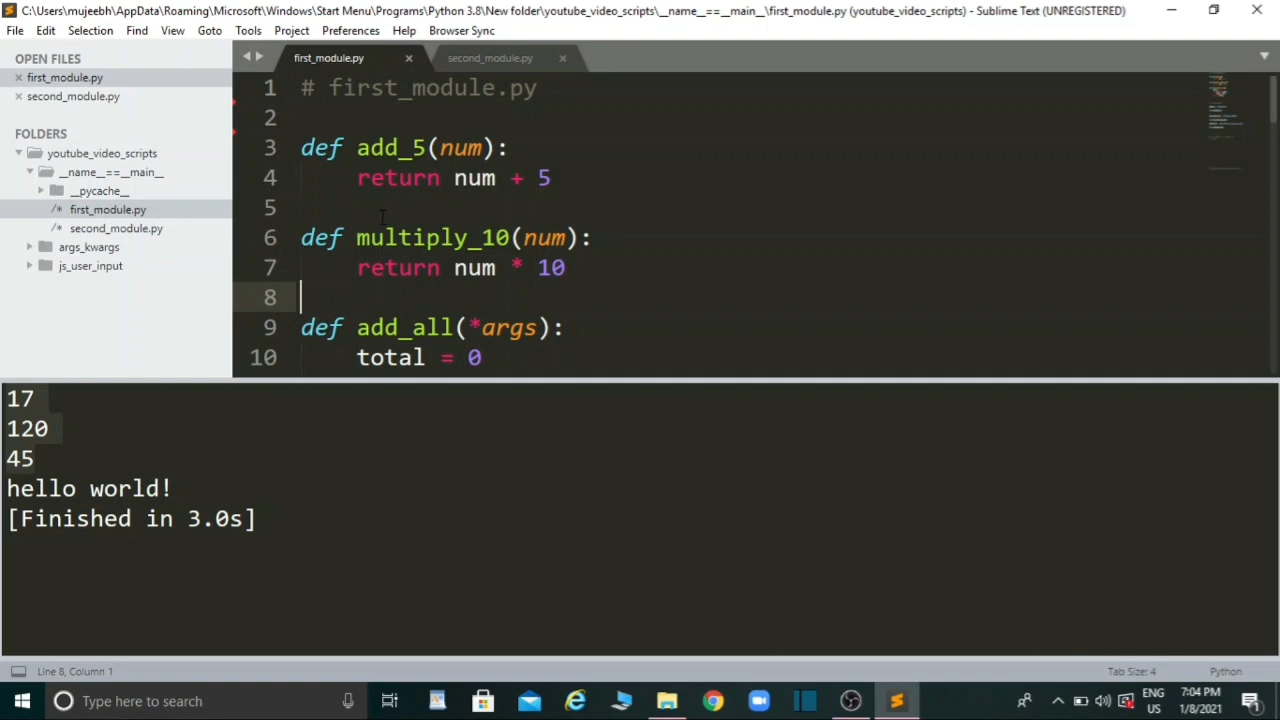 C:\Users\mujeebh\AppData\Roaming\Microsoft\Windows\Start Menu\Programs\Python 3.8\New folder\youtube_video_scripts\__name__==__main__\first_module.py (youtube_video_scripts) - Sublime Text (UNREGISTERED)
File Edit Selection Find View Goto Tools Project Preferences Help Browser Sync
OPEN FILES
first_module.py
second_module.py
FOLDERS
youtube_video_scripts
__name__==__main__
__pycache__
/* first_module.py
/* second_module.py
args_kwargs
js_user_input
first_module.py second_module.py
1 # first_module.py
2
3 def add_5(num):
4 return num + 5
5
6 def multiply_10(num):
7 return num * 10
8
9 def add_all(*args):
10 total = 0
17
120
45
hello world!
[Finished in 3.0s]
Line 8, Column 1 Tab Size: 4 Python
Type here to search
ENG
US
7:04 PM
1/8/2021
1